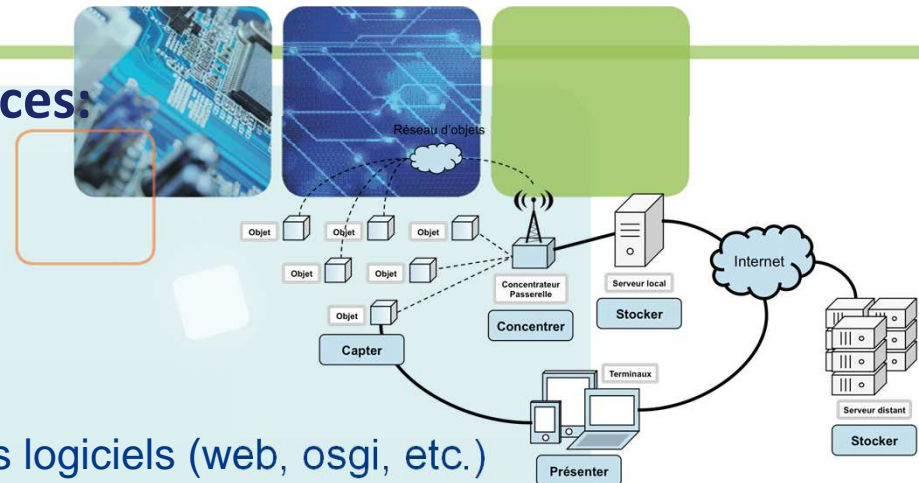 ces:
Réseau d'objets
Objet
Objet
Objet
Objet
Objet
Objet
Capter
Concentrateur
Passerelle
Concentrer
Serveur local
Stocker
Internet
Terminaux
Présenter
Serveur distant
Stocker
s logiciels (web, osgi, etc.)